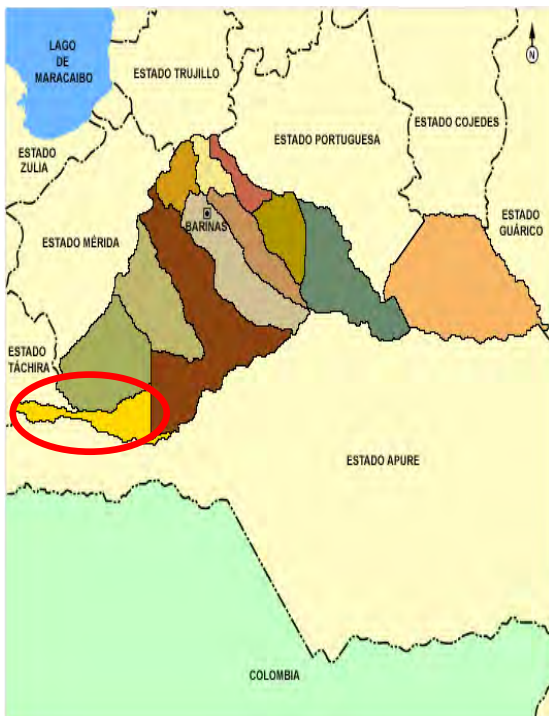 LAGO
DE
MARACAIBO
ESTADO TRUJILLO
N
ESTADO COJEDES
ESTADO PORTUGUESA
ESTADO
ZULIA
ESTADO
GUÁRICO
BARINAS
ESTADO MÉRIDA
ESTADO
TÁCHIRA
ESTADO APURE
COLOMBIA